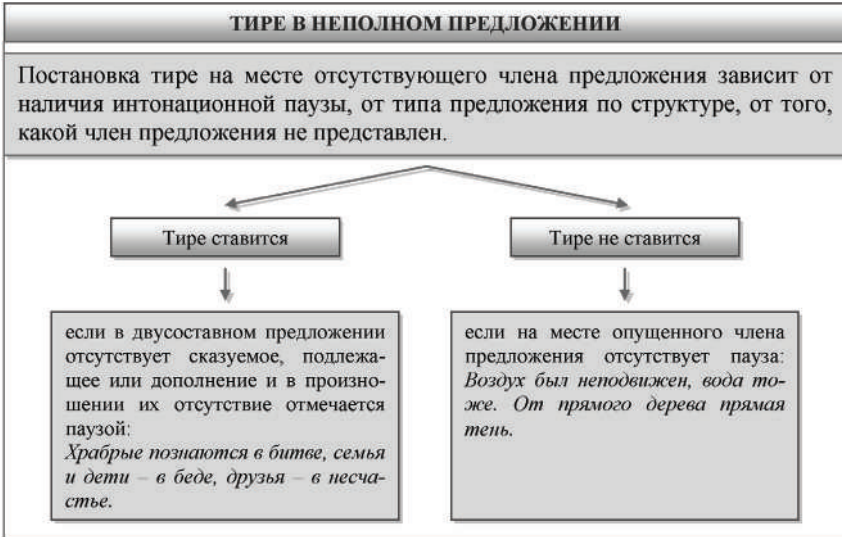 ТИРЕ В НЕПОЛНОМ ПРЕДЛОЖЕНИИ
Постановка тире на месте отсутствующего члена предложения зависит от
наличия интонационной паузы, от типа предложения по структуре, от того,
какой член предложения не представлен.
Тире ставится
Тире не ставится
если в двусоставном предложении
отсутствует сказуемое, подлежа-
щее или дополнение и в произно-
шении их отсутствие отмечается
паузой:
Храбрые познаются в битве, семья
и дети – в беде, друзья – в несча-
стье.
если на месте опущенного члена
предложения отсутствует пауза:
Воздух был неподвижен, вода то-
же. От прямого дерева прямая
тень.